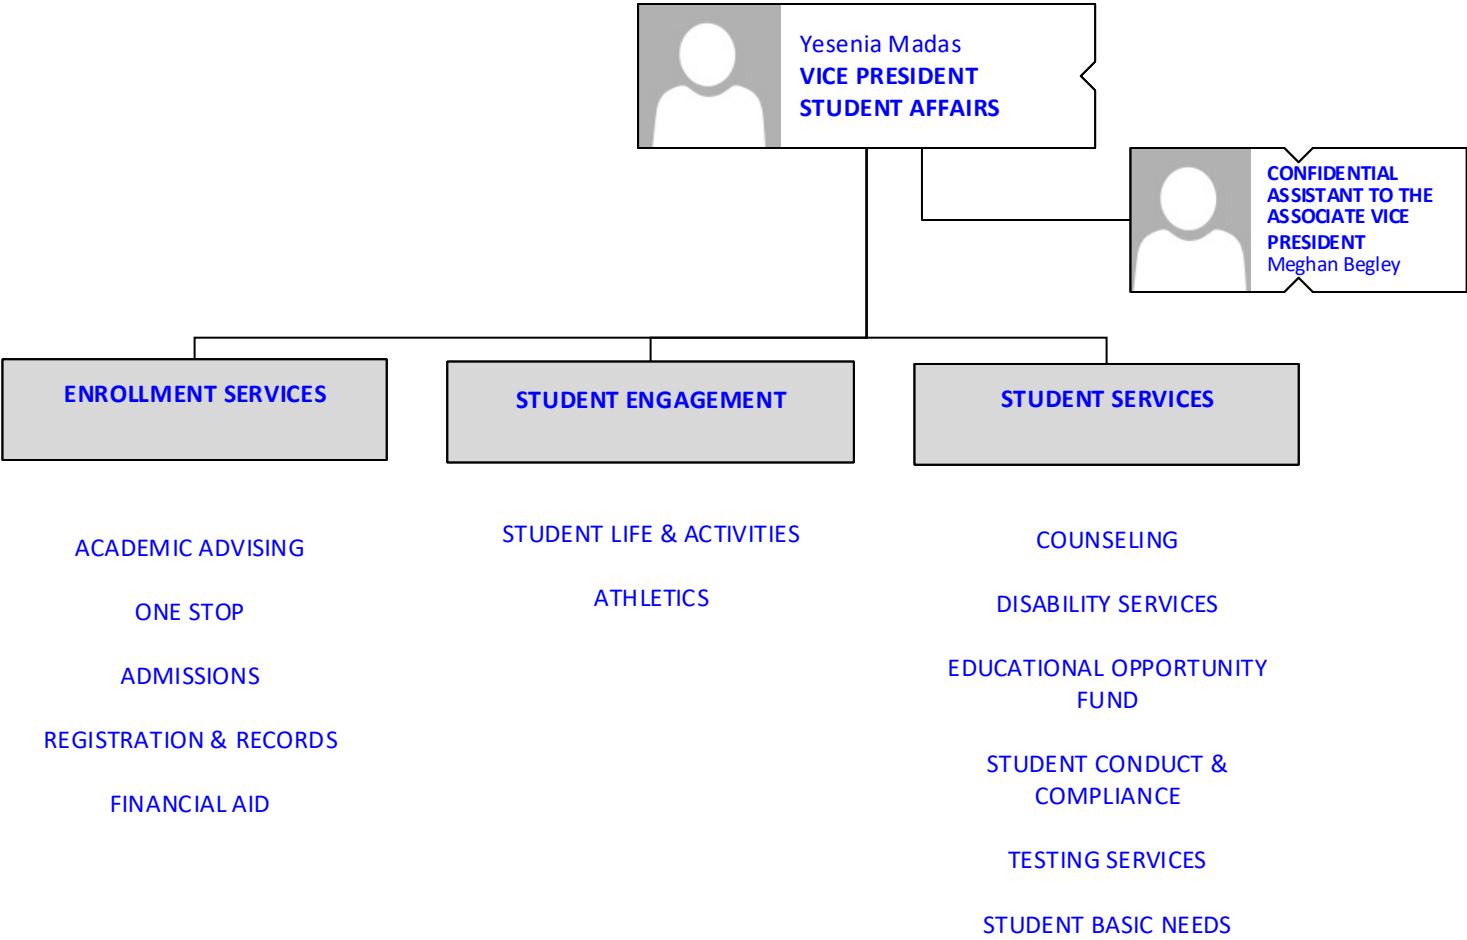 Yesenia Madas
VICE PRESIDENT
STUDENT AFFAIRS
CONFIDENTIAL
ASSISTANT TO THE
ASSOCIATE VICE
PRESIDENT
Meghan Begley
ENROLLMENT SERVICES
ACADEMIC ADVISING
ONE STOP
ADMISSIONS
REGISTRATION & RECORDS
FINANCIAL AID
STUDENT ENGAGEMENT
STUDENT LIFE & ACTIVITIES
ATHLETICS
STUDENT SERVICES
COUNSELING
DISABILITY SERVICES
EDUCATIONAL OPPORTUNITY
FUND
STUDENT CONDUCT &
COMPLIANCE
TESTING SERVICES
STUDENT BASIC NEEDS